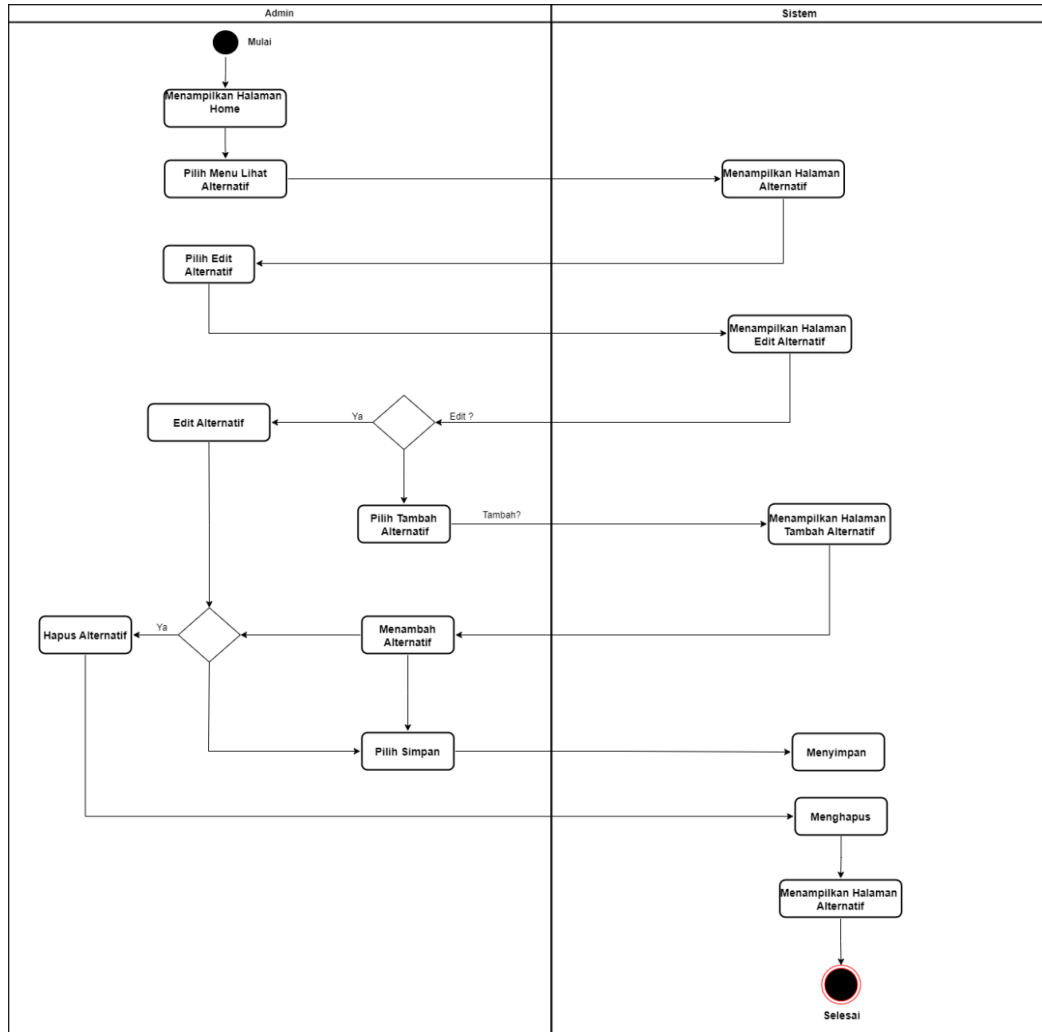 Admin
Sistem
Mulai
Menampilkan Halaman
Home
Pilih Menu Lihat
Alternatif
Menampilkan Halaman
Alternatif
Pilih Edit
Alternatif
Menampilkan Halaman
Edit Alternatif
Edit Alternatif
Ya
Edit ?
Pilih Tambah
Alternatif
Tambah?
Menampilkan Halaman
Tambah Alternatif
Hapus Alternatif
Ya
Menambah
Alternatif
Pilih Simpan
Menyimpan
Menghapus
Menampilkan Halaman
Alternatif
Selesai